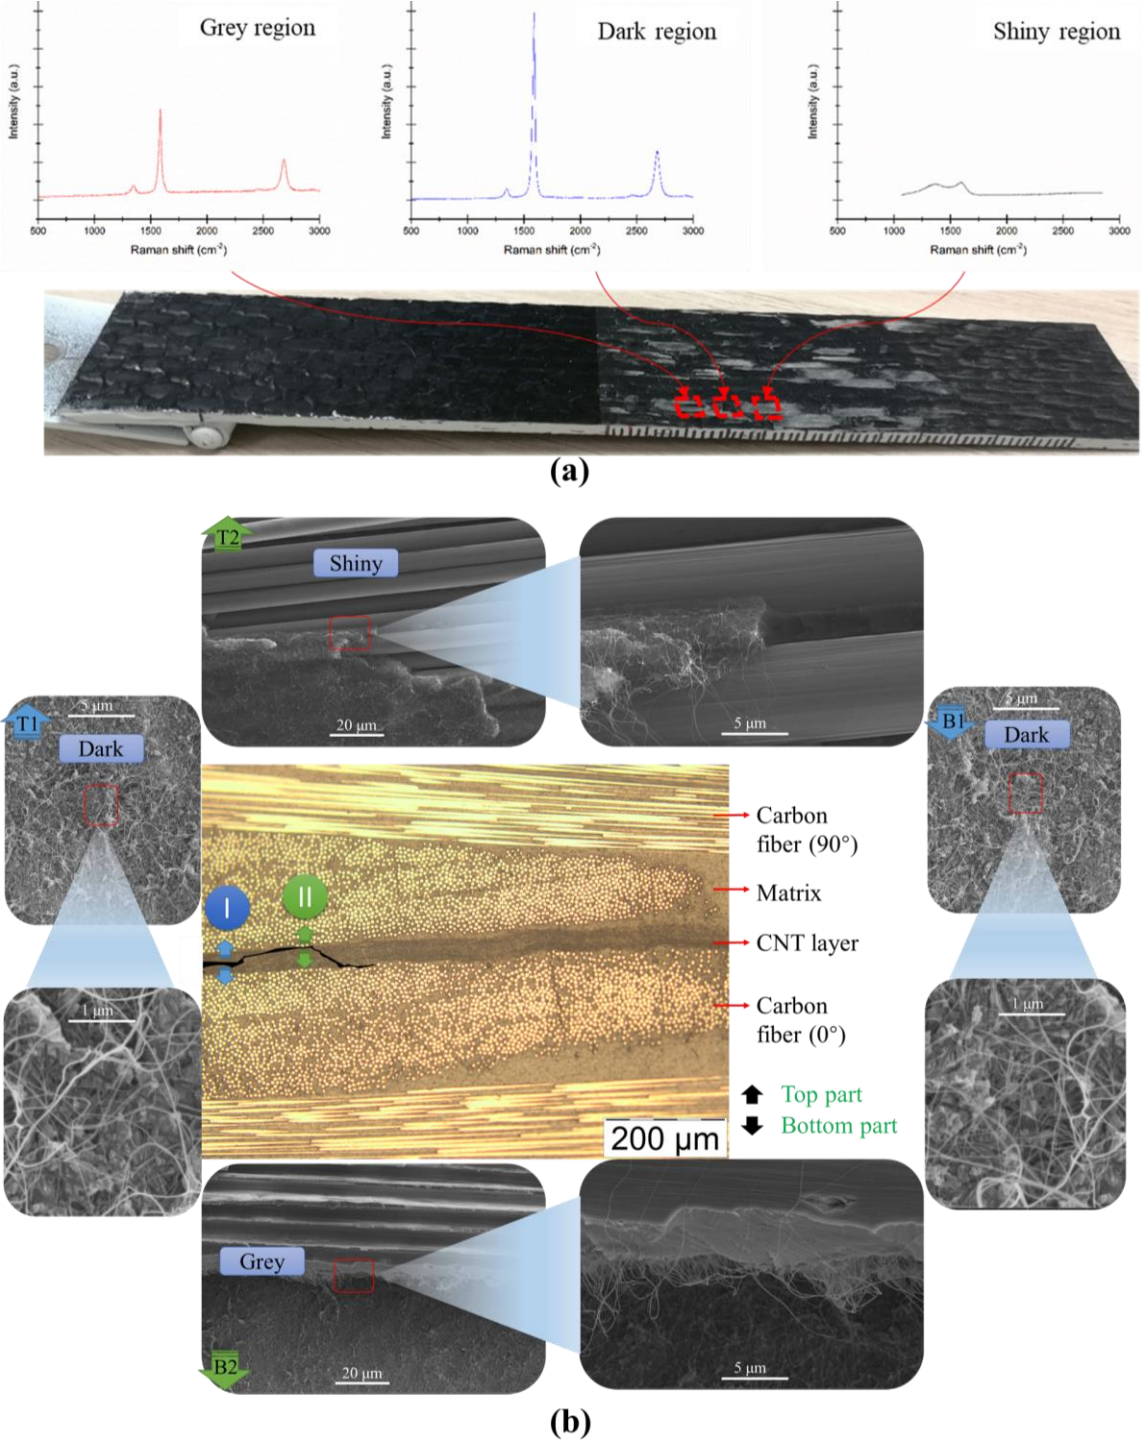 Grey region
Dark region
Shiny region
Intensity (a.u.)
Intensity (a.u.)
Intensity (a.u.)
500 1000 1500 2000 2500 3000
500 1000 1500 2000 2500 3000
500 1000 1500 2000 2500 3000
Raman shift (cm⁻²)
Raman shift (cm⁻²)
Raman shift (cm⁻²)
(a)
T2
Shiny
20 µm
5 µm
T1
5 µm
Dark
1 µm
B1
5 µm
Dark
1 µm
I
II
Carbon
fiber (90°)
Matrix
CNT layer
Carbon
fiber (0°)
Top part
Bottom part
200 µm
Grey
B2
20 µm
5 µm
(b)